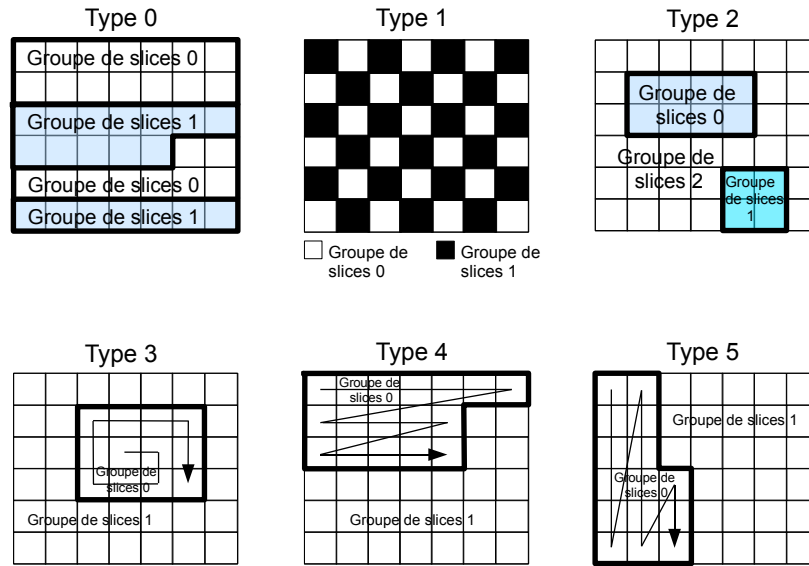 Type 0
Groupe de slices 0
Groupe de slices 1
Groupe de slices 0
Groupe de slices 1
Type 1
Groupe de
slices 0
Groupe de
slices 1
Type 2
Groupe de
slices 0
Groupe de
slices 2
Groupe
de slices
1
Type 3
Groupe de
slices 0
Groupe de slices 1
Type 4
Groupe de
slices 0
Groupe de slices 1
Type 5
Groupe de slices 1
Groupe de
slices 0